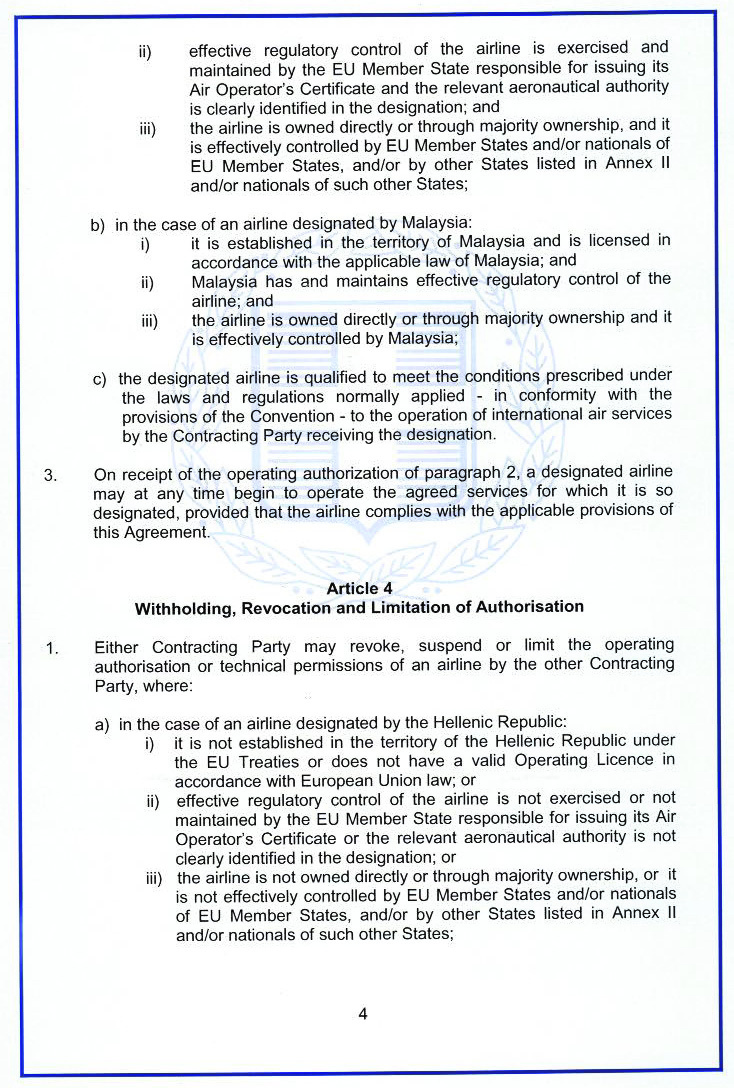 ii) effective regulatory control of the airline is exercised and
maintained by the EU Member State responsible for issuing its
Air Operator's Certificate and the relevant aeronautical authority
is clearly identified in the designation; and
iii) the airline is owned directly or through majority ownership, and it
is effectively controlled by EU Member States and/or nationals of
EU Member States, and/or by other States listed in Annex II
and/or nationals of such other States;
b) in the case of an airline designated by Malaysia:
i) it is established in the territory of Malaysia and is licensed in
accordance with the applicable law of Malaysia; and
ii) Malaysia has and maintains effective regulatory control of the
airline; and
iii) the airline is owned directly or through majority ownership and it
is effectively controlled by Malaysia;
c) the designated airline is qualified to meet the conditions prescribed under
the laws and regulations normally applied - in conformity with the
provisions of the Convention - to the operation of international air services
by the Contracting Party receiving the designation.
3. On receipt of the operating authorization of paragraph 2, a designated airline
may at any time begin to operate the agreed services for which it is so
designated, provided that the airline complies with the applicable provisions of
this Agreement.
Article 4
Withholding, Revocation and Limitation of Authorisation
1. Either Contracting Party may revoke, suspend or limit the operating
authorisation or technical permissions of an airline by the other Contracting
Party, where:
a) in the case of an airline designated by the Hellenic Republic:
i) it is not established in the territory of the Hellenic Republic under
the EU Treaties or does not have a valid Operating Licence in
accordance with European Union law; or
ii) effective regulatory control of the airline is not exercised or not
maintained by the EU Member State responsible for issuing its Air
Operator's Certificate or the relevant aeronautical authority is not
clearly identified in the designation; or
iii) the airline is not owned directly or through majority ownership, or it
is not effectively controlled by EU Member States and/or nationals
of EU Member States, and/or by other States listed in Annex II
and/or nationals of such other States;
4